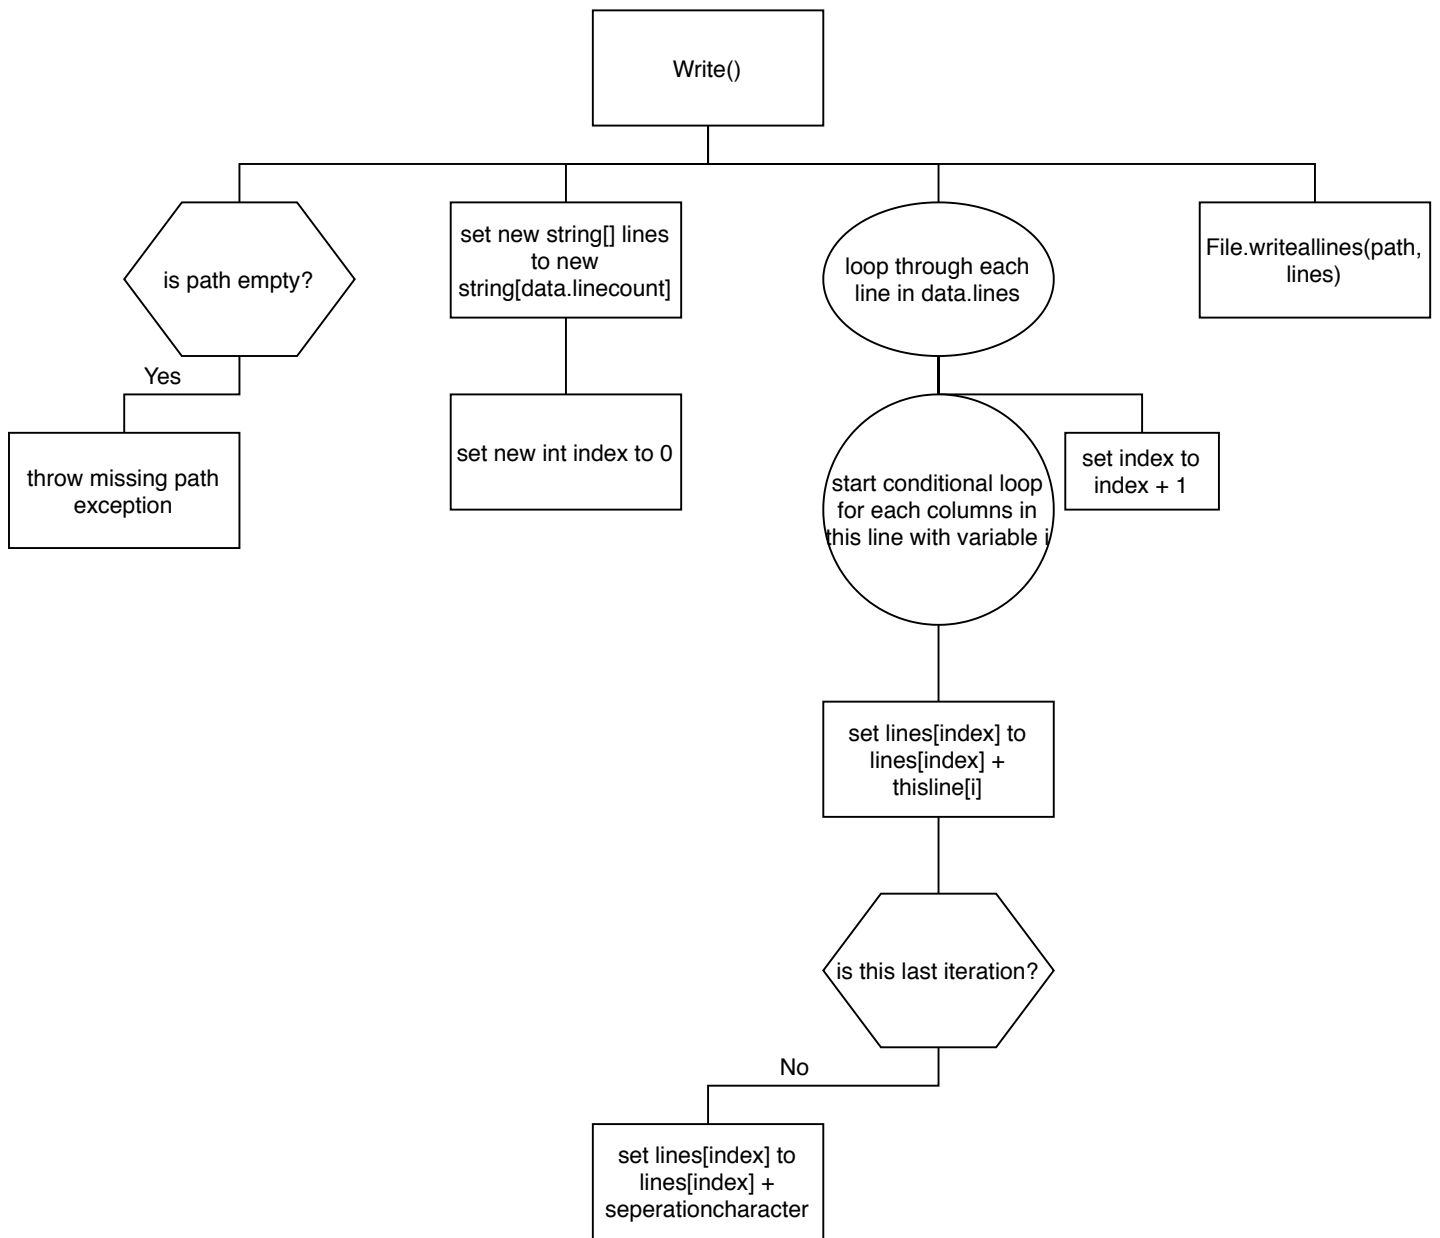 Write()
is path empty?
set new string[] lines
to new
string[data.linecount]
loop through each
line in data.lines
File.writeallines(path,
lines)
Yes
throw missing path
exception
set new int index to 0
start conditional loop
for each columns in
this line with variable i
set index to
index + 1
set lines[index] to
lines[index] +
thisline[i]
is this last iteration?
No
set lines[index] to
lines[index] +
seperationcharacter